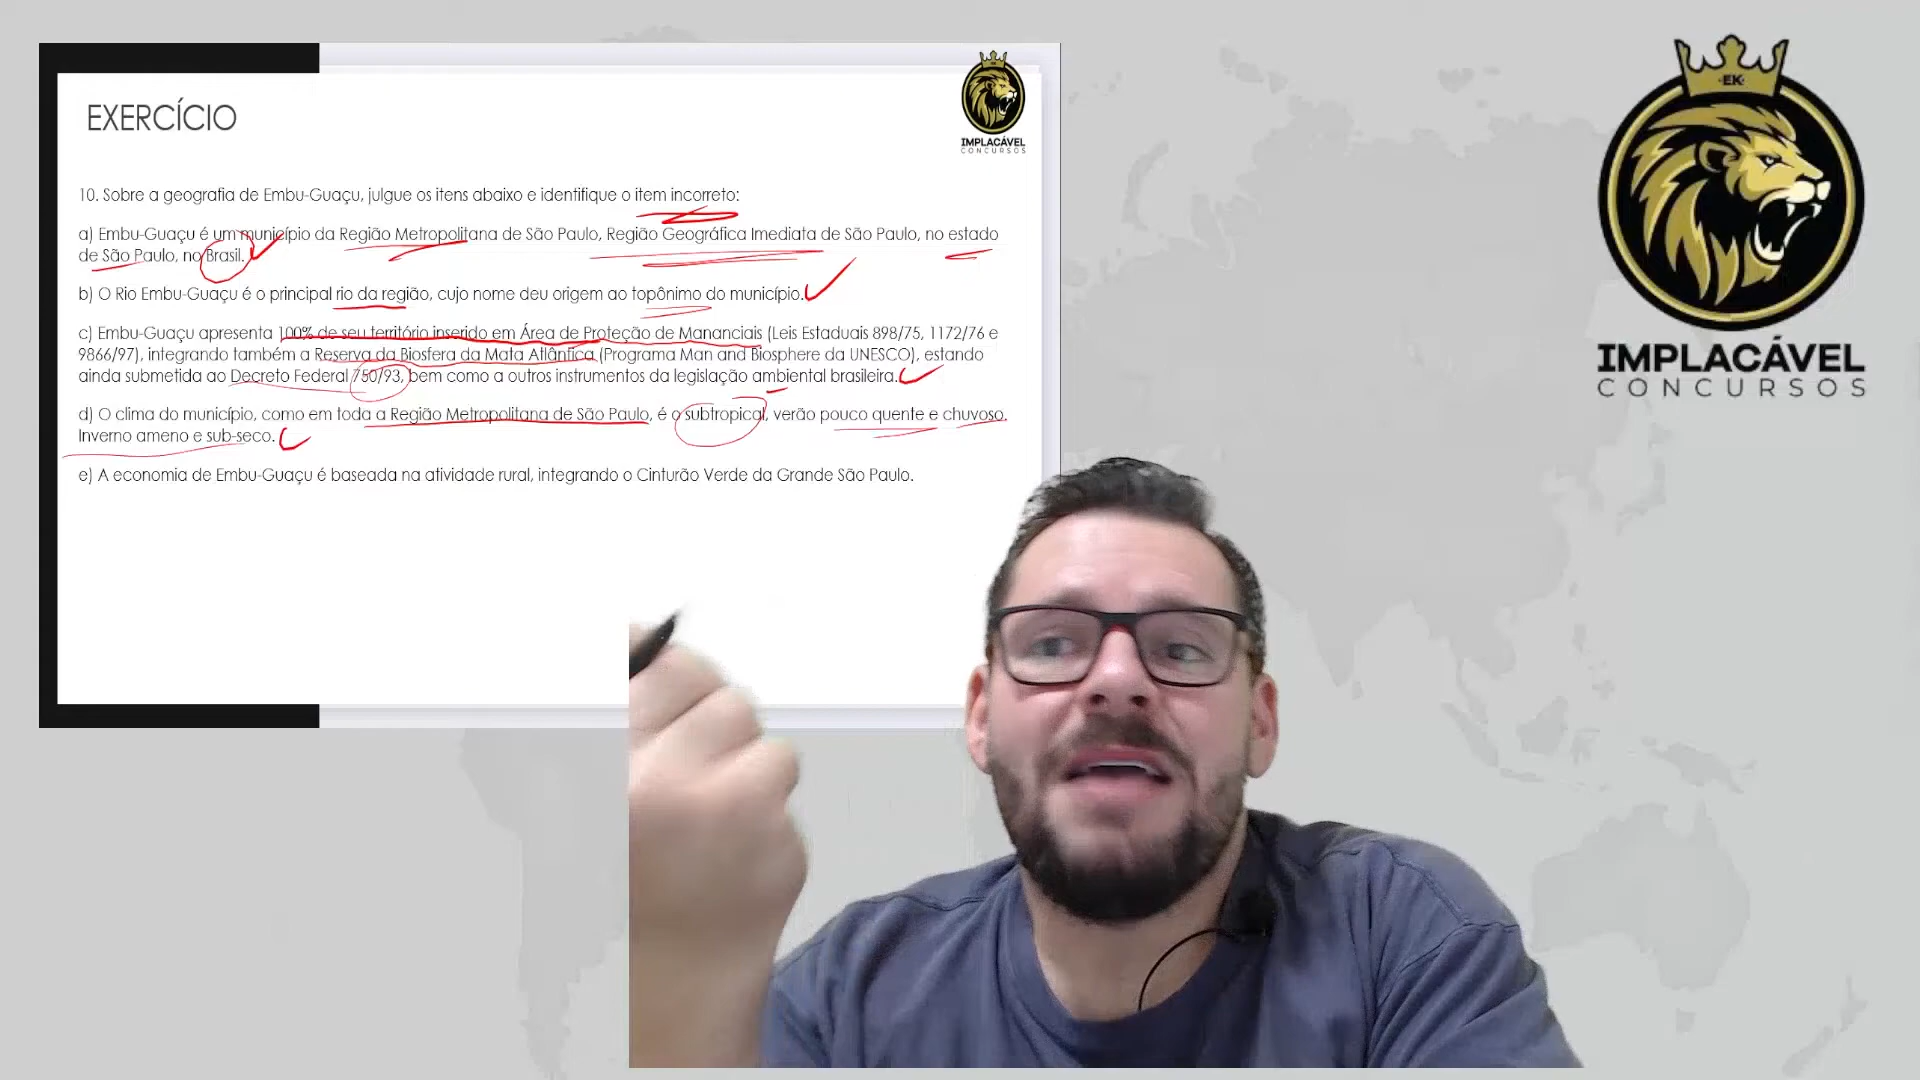 EXERCÍCIO
IMPLACÁVEL
CONCURSOS
10. Sobre a geografia de Embu-Guaçu, julgue os itens abaixo e identifique o item incorreto:
a) Embu-Guaçu é um município da Região Metropolitana de São Paulo, Região Geográfica Imediata de São Paulo, no estado
de São Paulo, no Brasil.
b) O Rio Embu-Guaçu é o principal rio da região, cujo nome deu origem ao topônimo do município.
c) Embu-Guaçu apresenta 100% de seu território inserido em Área de Proteção de Mananciais (Leis Estaduais 898/75, 1172/76 e
9866/97), integrando também a Reserva da Biosfera da Mata Atlântica (Programa Man and Biosphere da UNESCO), estando
ainda submetida ao Decreto Federal 750/93, bem como a outros instrumentos da legislação ambiental brasileira.
d) O clima do município, como em toda a Região Metropolitana de São Paulo, é o subtropical, verão pouco quente e chuvoso.
Inverno ameno e sub-seco.
e) A economia de Embu-Guaçu é baseada na atividade rural, integrando o Cinturão Verde da Grande São Paulo.
EK
IMPLACÁVEL
CONCURSOS